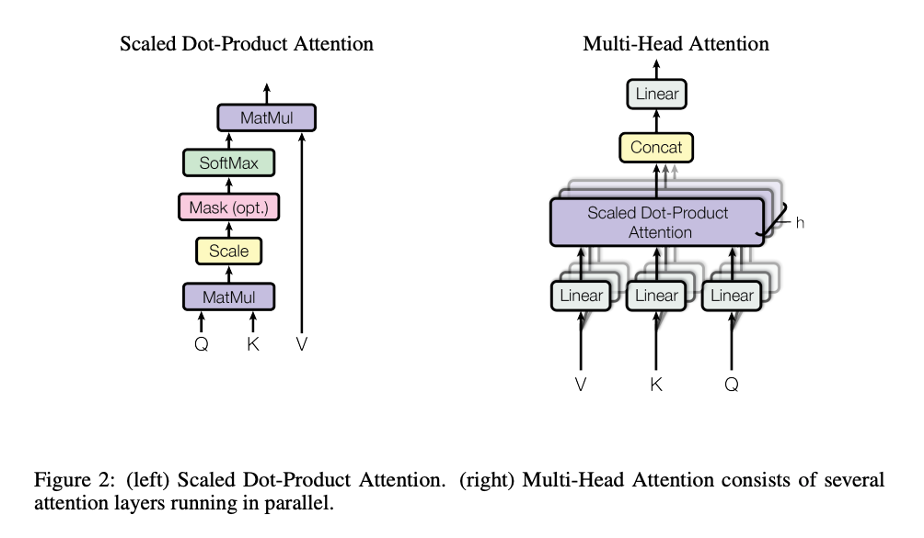 Scaled Dot-Product Attention
MatMul
SoftMax
Mask (opt.)
Scale
MatMul
Q K V
Multi-Head Attention
Linear
Concat
Scaled Dot-Product
Attention
h
Linear Linear Linear
V K Q
Figure 2: (left) Scaled Dot-Product Attention. (right) Multi-Head Attention consists of several
attention layers running in parallel.